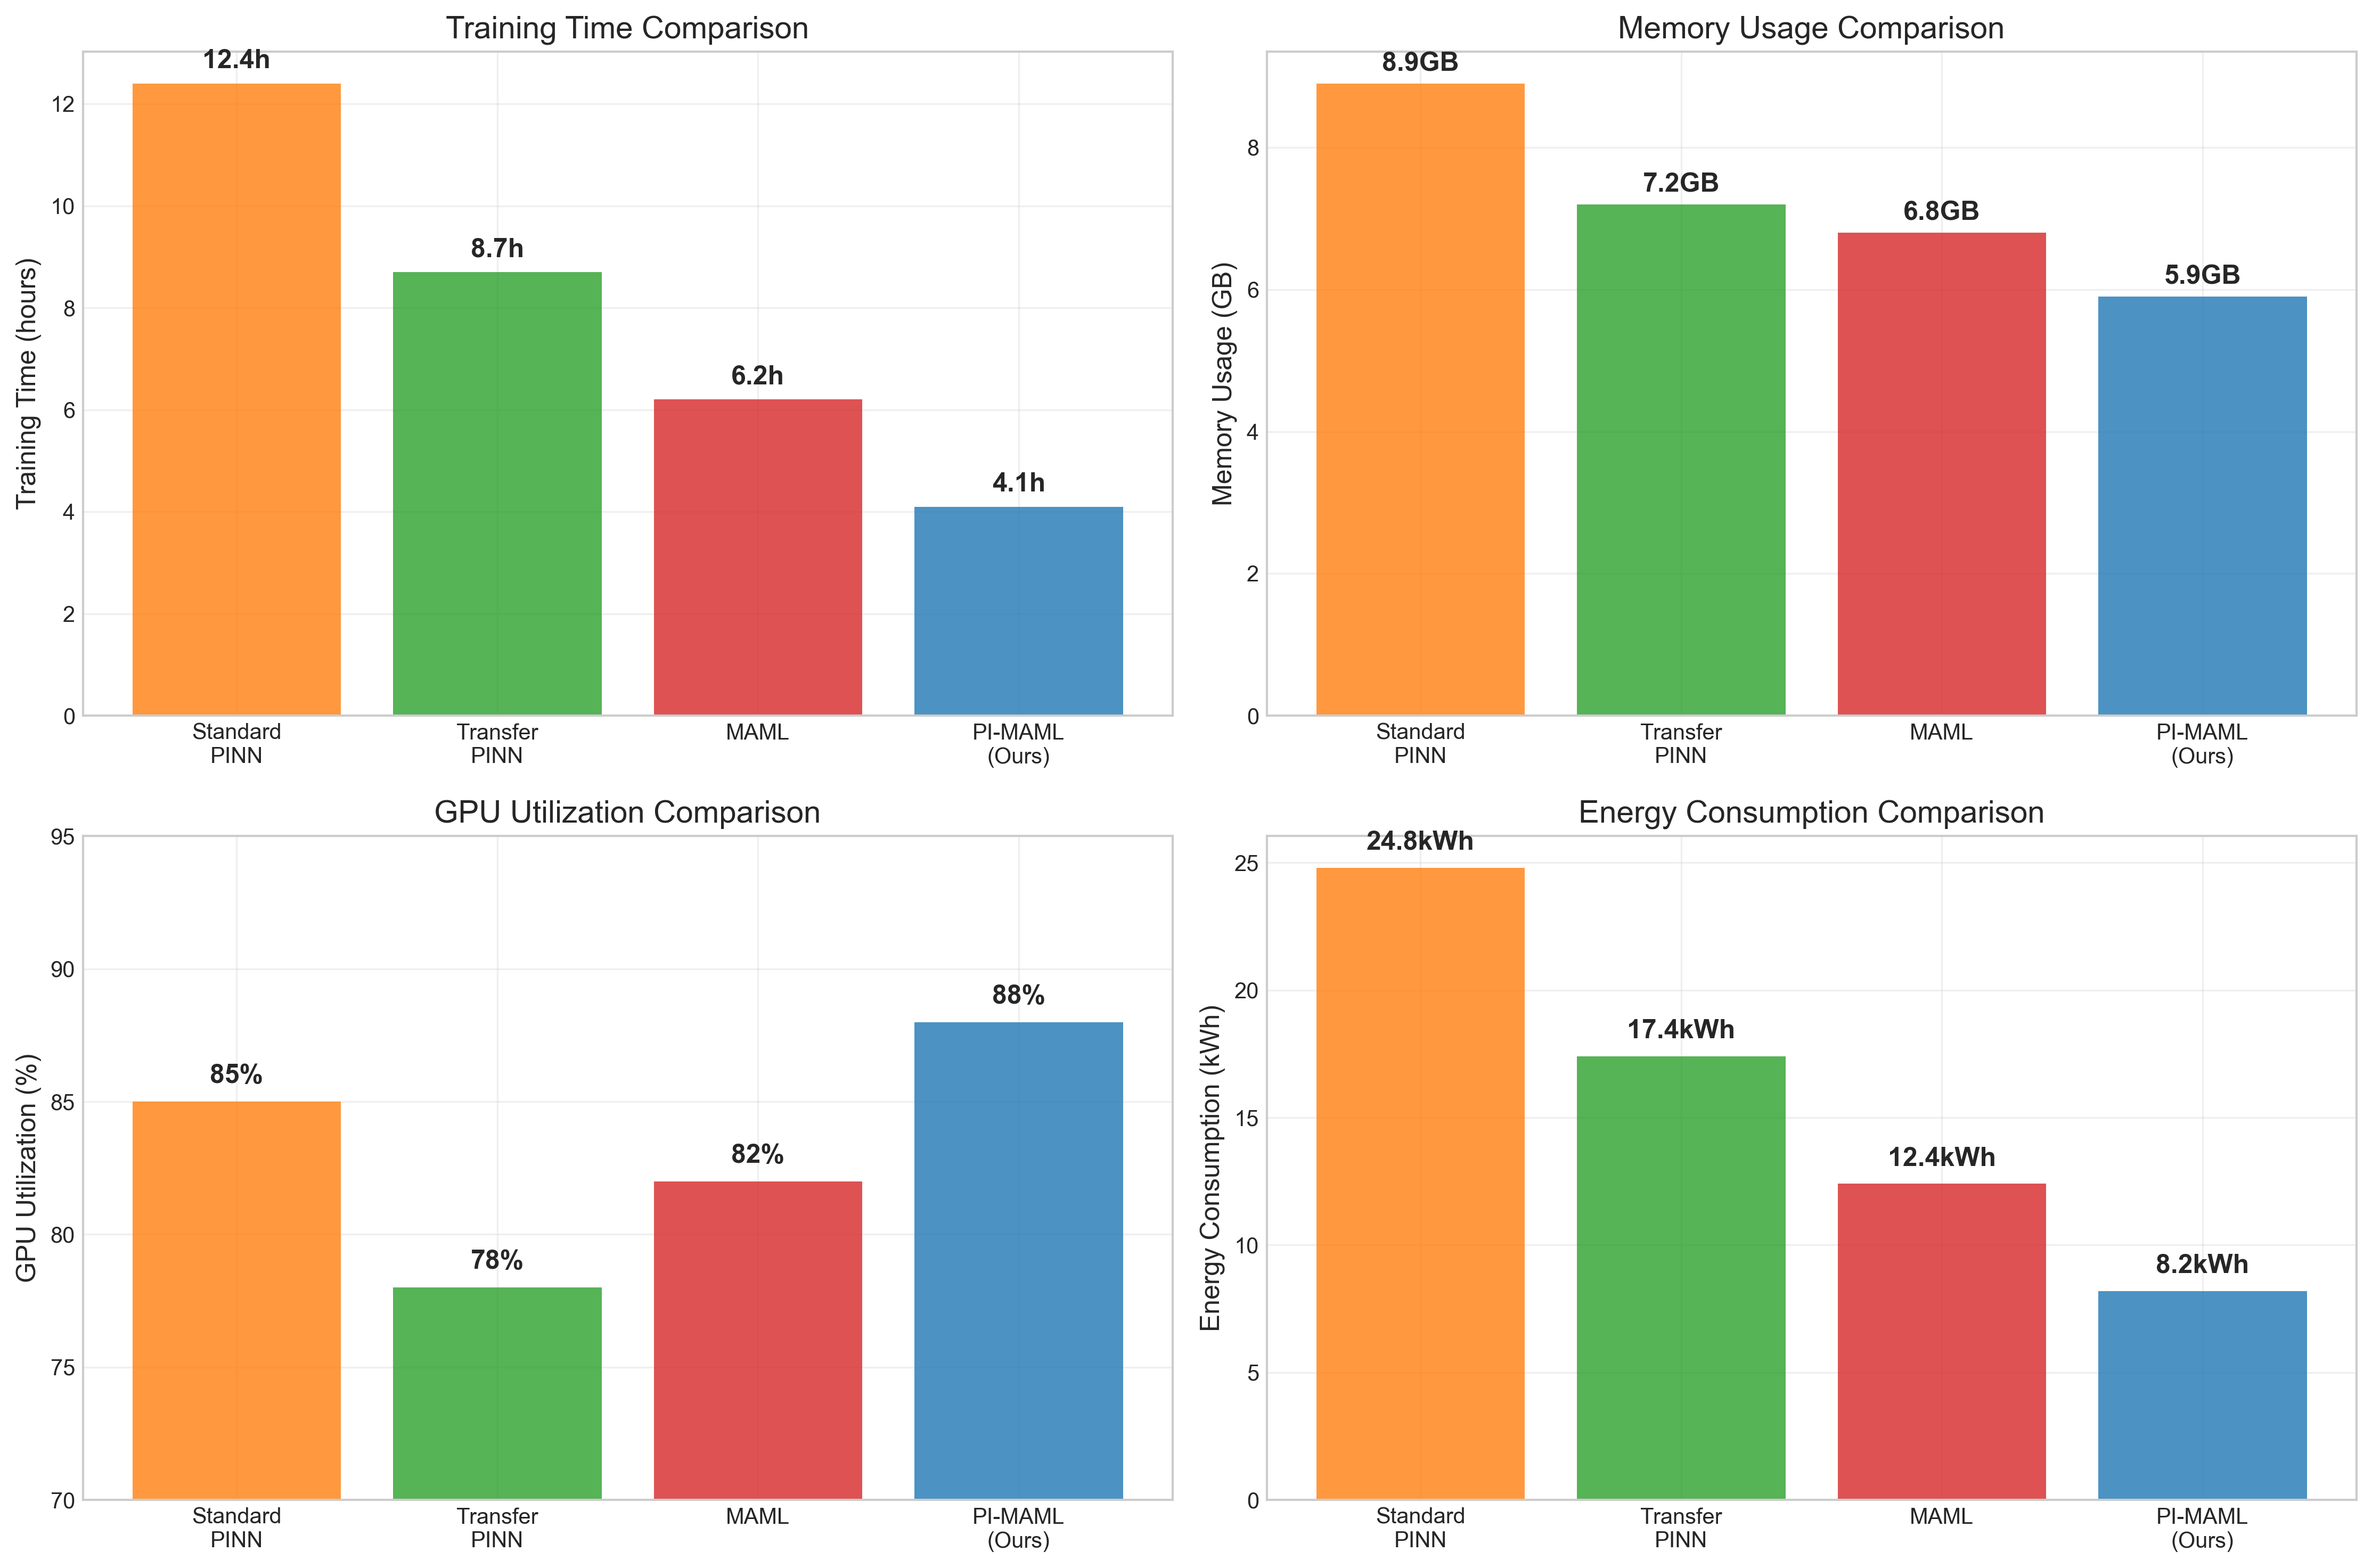 Training Time Comparison
Training Time (hours)
12
10
8
6
4
2
0
12.4h
8.7h
6.2h
4.1h
Standard
PINN
Transfer
PINN
MAML
PI-MAML
(Ours)
Memory Usage Comparison
Memory Usage (GB)
8
6
4
2
0
8.9GB
7.2GB
6.8GB
5.9GB
Standard
PINN
Transfer
PINN
MAML
PI-MAML
(Ours)
GPU Utilization Comparison
GPU Utilization (%)
95
90
85
80
75
70
85%
78%
82%
88%
Standard
PINN
Transfer
PINN
MAML
PI-MAML
(Ours)
Energy Consumption Comparison
Energy Consumption (kWh)
25
20
15
10
5
0
24.8kWh
17.4kWh
12.4kWh
8.2kWh
Standard
PINN
Transfer
PINN
MAML
PI-MAML
(Ours)